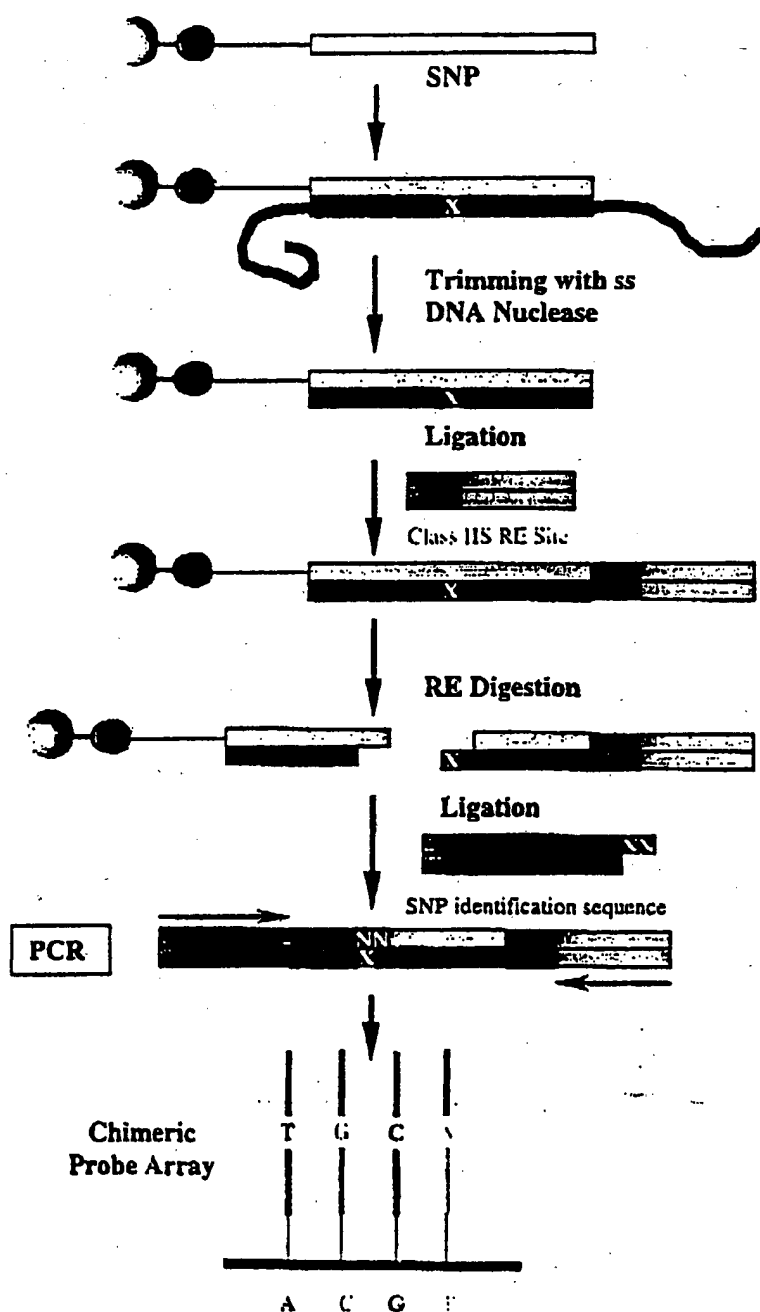 SNP
X
Trimming with ss
DNA Nuclease
X
Ligation
Class IIS RE Site
X
RE Digestion
X
Ligation
SNP identification sequence
PCR
NN
X
Chimeric
Probe Array
T G C
A C G